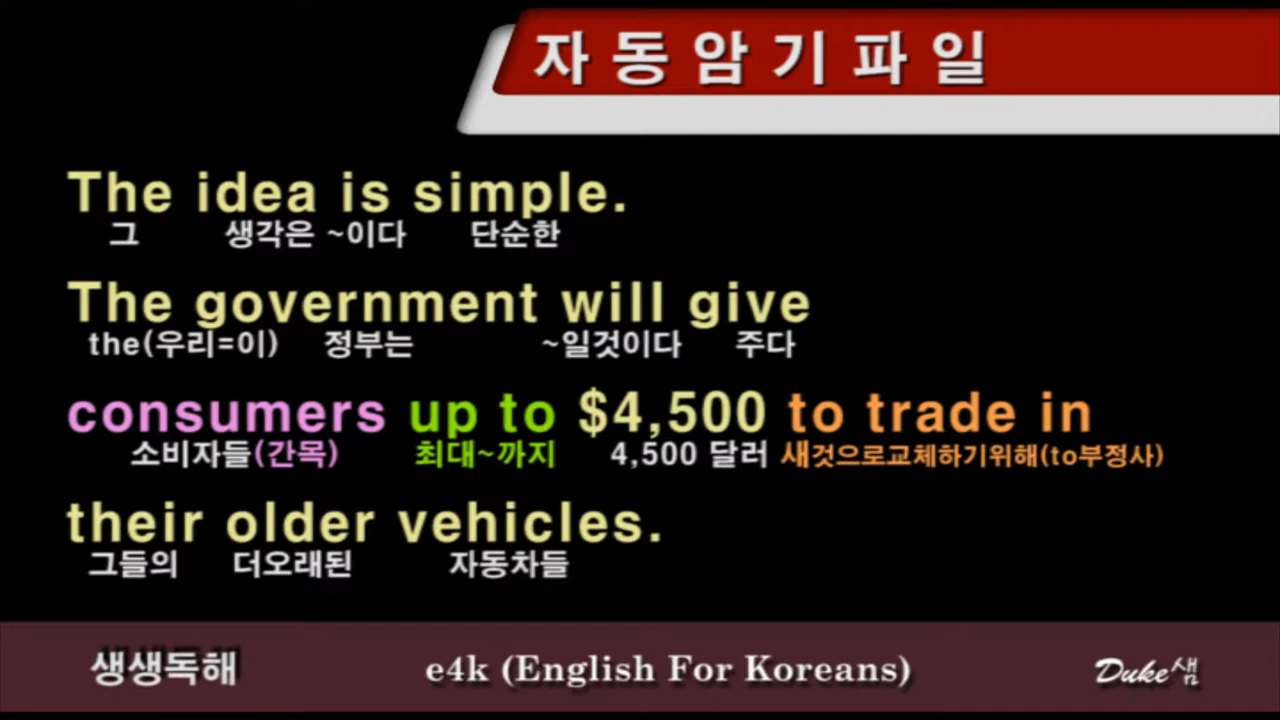 자동암기파일
The idea is simple.
그 생각은 ~이다 단순한
The government will give
the(우리=이) 정부는 ~일것이다 주다
consumers up to $4,500 to trade in
소비자들(간목) 최대~까지 4,500 달러 새것으로교체하기위해(to부정사)
their older vehicles.
그들의 더오래된 자동차들
생생독해 e4k (English For Koreans) Duke샘